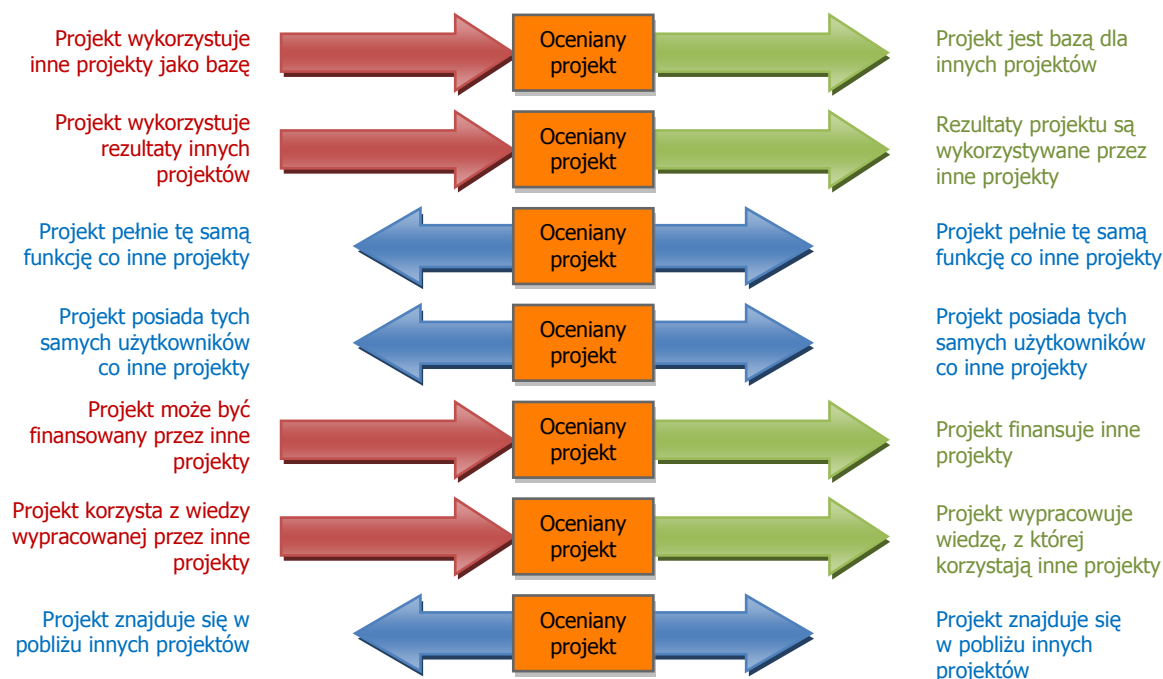 Projekt wykorzystuje
inne projekty jako bazę
Oceniany
projekt
Projekt jest bazą dla
innych projektów
Projekt wykorzystuje
rezultaty innych
projektów
Oceniany
projekt
Rezultaty projektu są
wykorzystywane przez
inne projekty
Projekt pełnie tę samą
funkcję co inne projekty
Oceniany
projekt
Projekt pełnie tę samą
funkcję co inne projekty
Projekt posiada tych
samych użytkowników
co inne projekty
Oceniany
projekt
Projekt posiada tych
samych użytkowników
co inne projekty
Projekt może być
finansowany przez inne
projekty
Oceniany
projekt
Projekt finansuje inne
projekty
Projekt korzysta z wiedzy
wypracowanej przez inne
projekty
Oceniany
projekt
Projekt wypracowuje
wiedzę, z której
korzystają inne projekty
Projekt znajduje się w
pobliżu innych projektów
Oceniany
projekt
Projekt znajduje się
w pobliżu innych
projektów